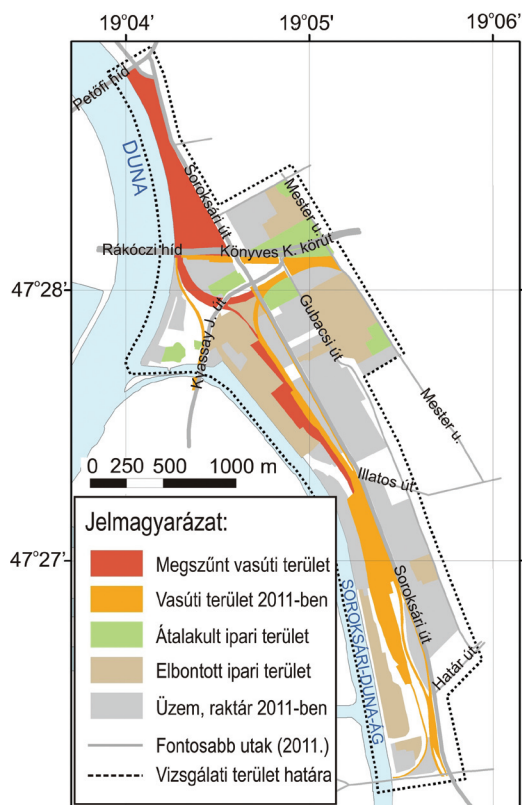 19°04’ 19°05’ 19°06’
Petőfi híd
DUNA
Soroksári út
Mester u.
Rákóczi híd
Könyves K. körút
47°28’
Kvassay J. út
Gubacsi út
Mester u.
0 250 500 1000 m
Illatos út
Jelmagyarázat:
47°27’
Megszűnt vasúti terület
Vasúti terület 2011-ben
Átalakult ipari terület
Elbontott ipari terület
Üzem, raktár 2011-ben
Fontosabb utak (2011.)
Vizsgálati terület határa
SOROKSÁRI-DUNA-ÁG
Soroksári út
Határ út